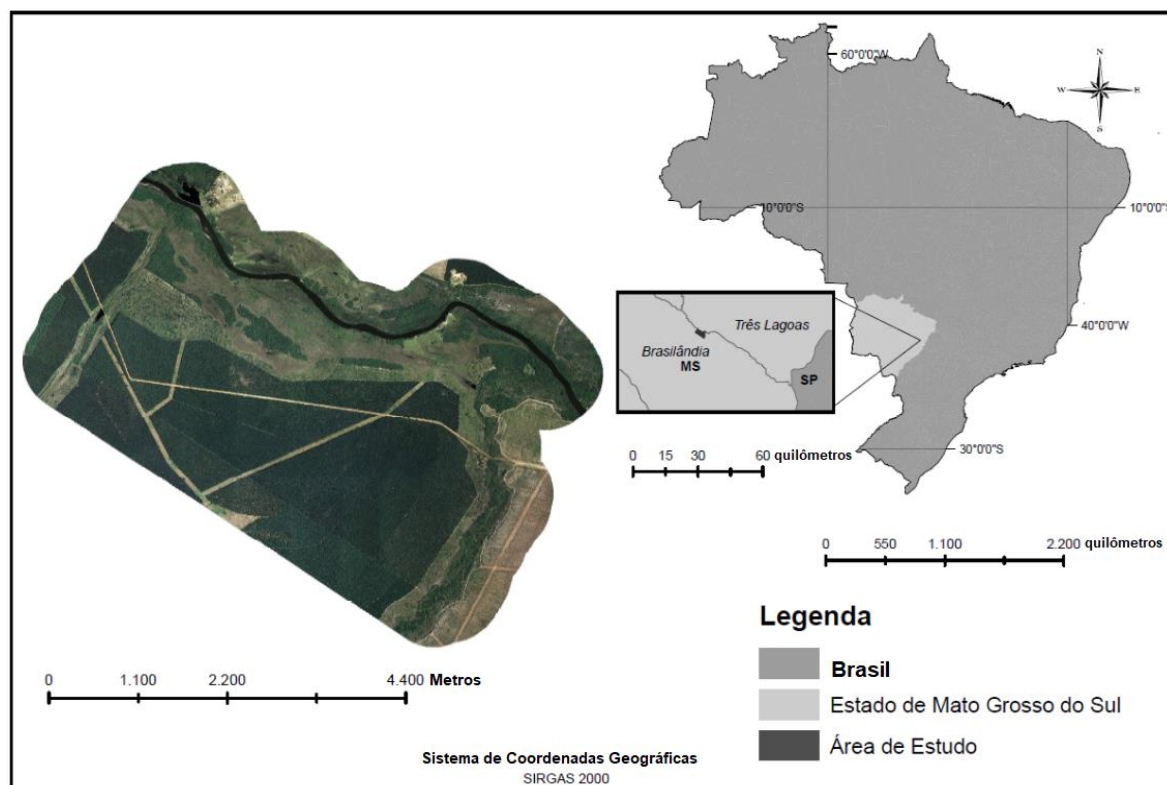 60°0'0"W
N
W E
S
10°0'0"S 10°0'0"S
Três Lagoas
Brasilândia
MS
SP
40°0'0"W
30°0'0"S
0 15 30 60 quilómetros
0 550 1.100 2.200 quilômetros
0 1.100 2.200 4.400 Metros
Legenda
Brasil
Estado de Mato Grosso do Sul
Área de Estudo
Sistema de Coordenadas Geográficas
SIRGAS 2000